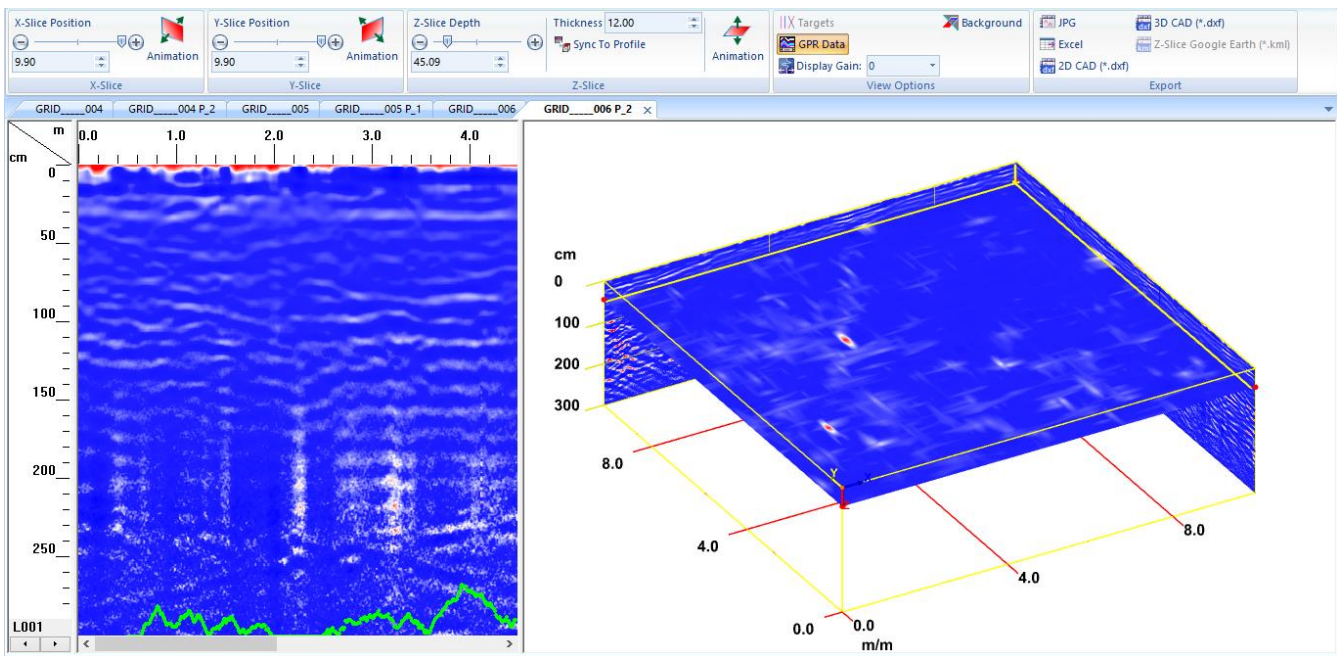 X-Slice Position
9.90
Animation
X-Slice
Y-Slice Position
9.90
Animation
Y-Slice
Z-Slice Depth
45.09
Thickness 12.00
Sync To Profile
Animation
Z-Slice
Targets
GPR Data
Display Gain: 0
Background
View Options
JPG
Excel
2D CAD (*.dxf)
3D CAD (*.dxf)
Z-Slice Google Earth (*.kml)
Export
GRID_____004 GRID_____004 P_2 GRID_____005 GRID_____005 P_1 GRID_____006 GRID_____006 P_2
m
cm
0.0 1.0 2.0 3.0 4.0
0
50
100
150
200
250
L001
cm
0
100
200
300
8.0
4.0
0.0
Y
X
0.0
4.0
8.0
m/m